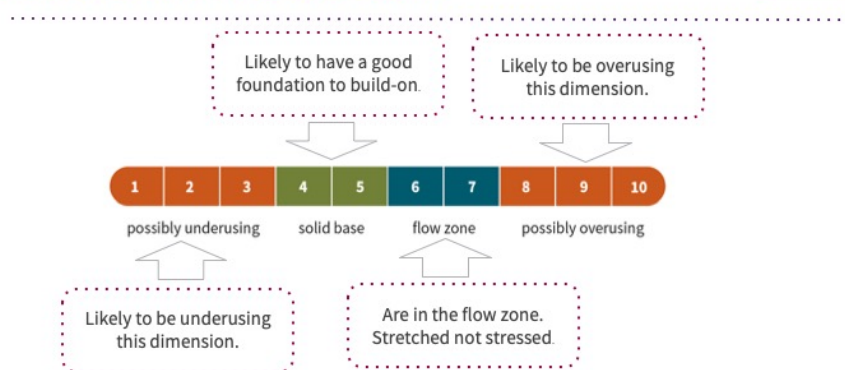 Likely to have a good
foundation to build-on.
Likely to be overusing
this dimension.
1 2 3 4 5 6 7 8 9 10
possibly underusing solid base flow zone possibly overusing
Likely to be underusing
this dimension.
Are in the flow zone.
Stretched not stressed.